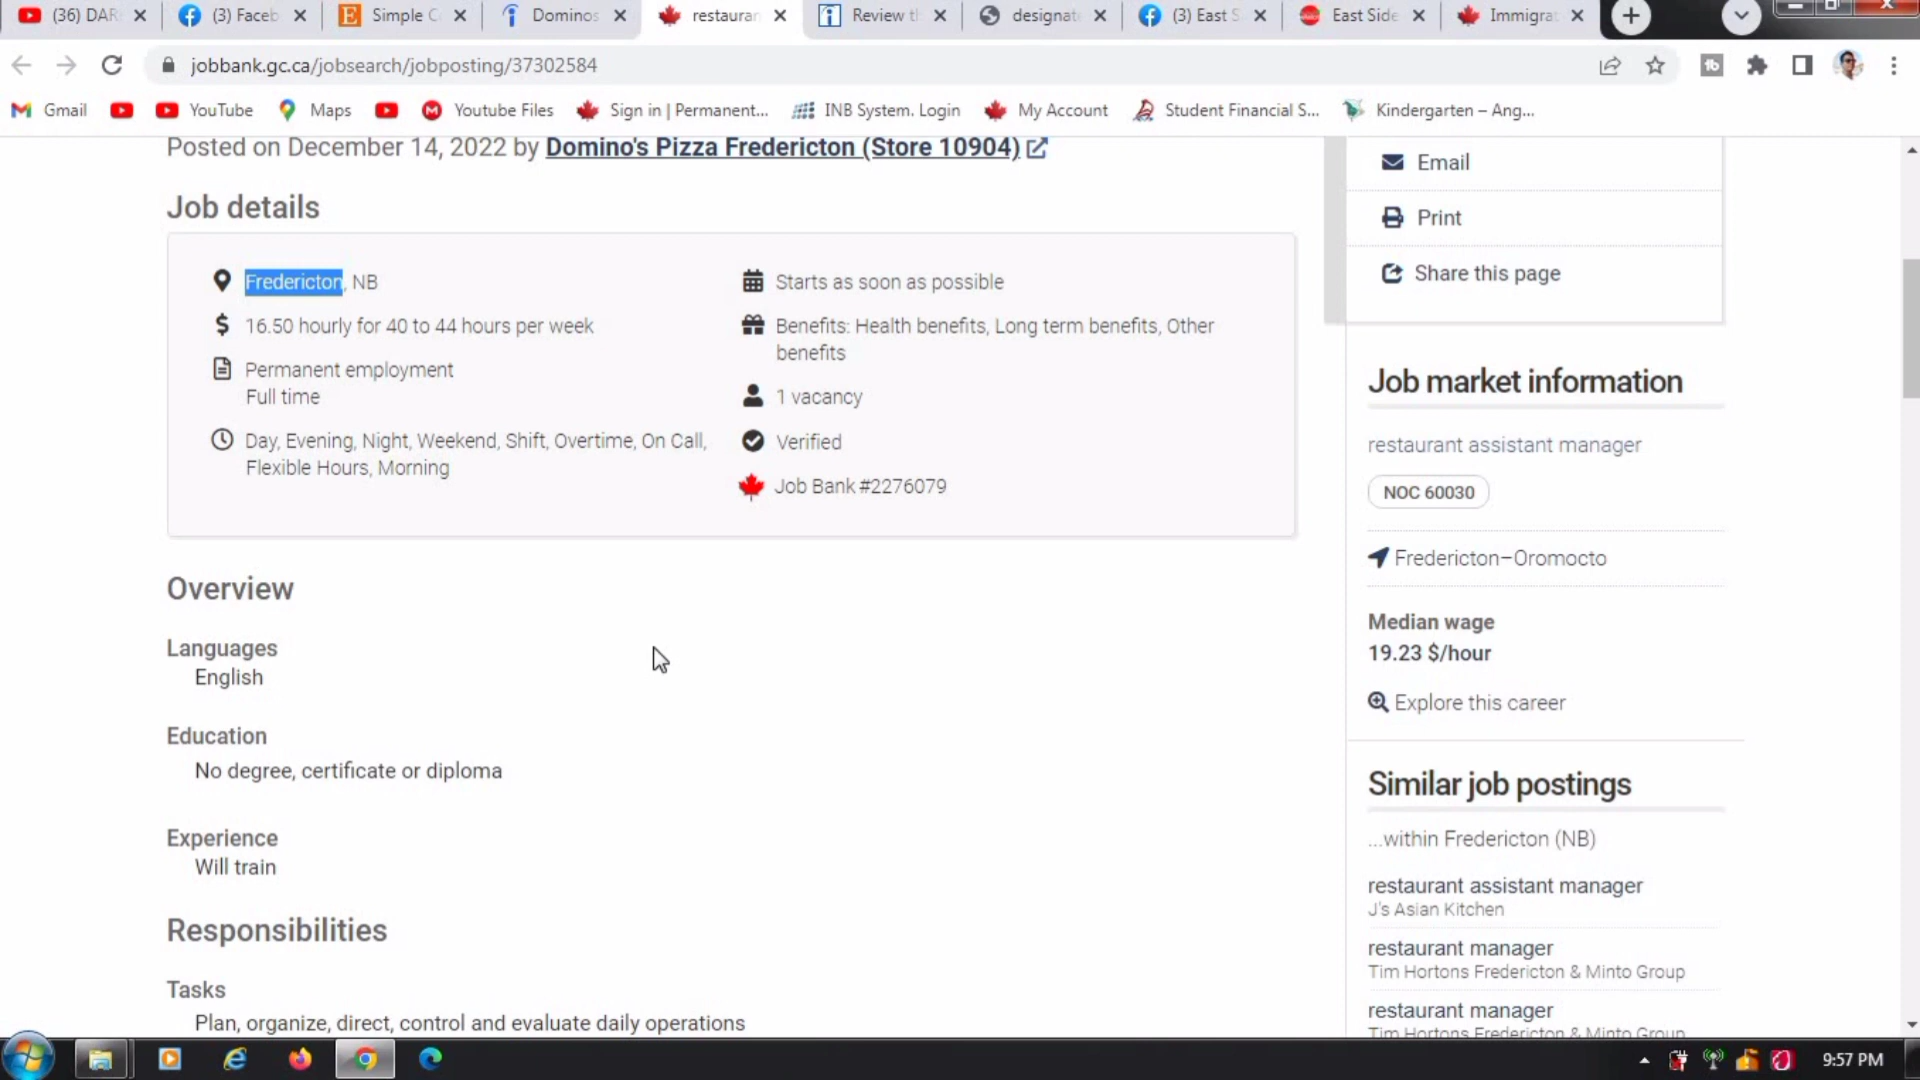 (36) DAR
(3) Faceb
Simple C
Dominos
restauran
Review t
designat
(3) East S
East Side
Immigrat
jobbank.gc.ca/jobsearch/jobposting/37302584
Gmail
YouTube
Maps
Youtube Files
Sign in | Permanent...
INB System. Login
My Account
Student Financial S...
Kindergarten – Ang...
Posted on December 14, 2022 by Domino's Pizza Fredericton (Store 10904)
Job details
Fredericton, NB
16.50 hourly for 40 to 44 hours per week
Permanent employment
Full time
Day, Evening, Night, Weekend, Shift, Overtime, On Call,
Flexible Hours, Morning
Starts as soon as possible
Benefits: Health benefits, Long term benefits, Other
benefits
1 vacancy
Verified
Job Bank #2276079
Overview
Languages
English
Education
No degree, certificate or diploma
Experience
Will train
Responsibilities
Tasks
Plan, organize, direct, control and evaluate daily operations
Email
Print
Share this page
Job market information
restaurant assistant manager
NOC 60030
Fredericton–Oromocto
Median wage
19.23 $/hour
Explore this career
Similar job postings
...within Fredericton (NB)
restaurant assistant manager
J's Asian Kitchen
restaurant manager
Tim Hortons Fredericton & Minto Group
restaurant manager
Tim Hortons Fredericton & Minto Group
9:57 PM